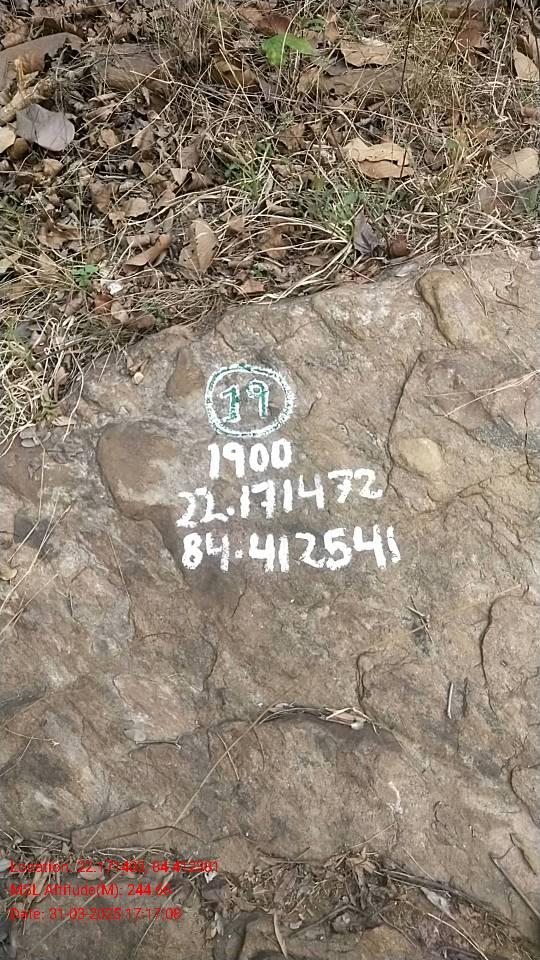 19
1900
22.171472
84.412541
MSL Altitude(M): 244.66
Date: 31-03-2025 17:17:08